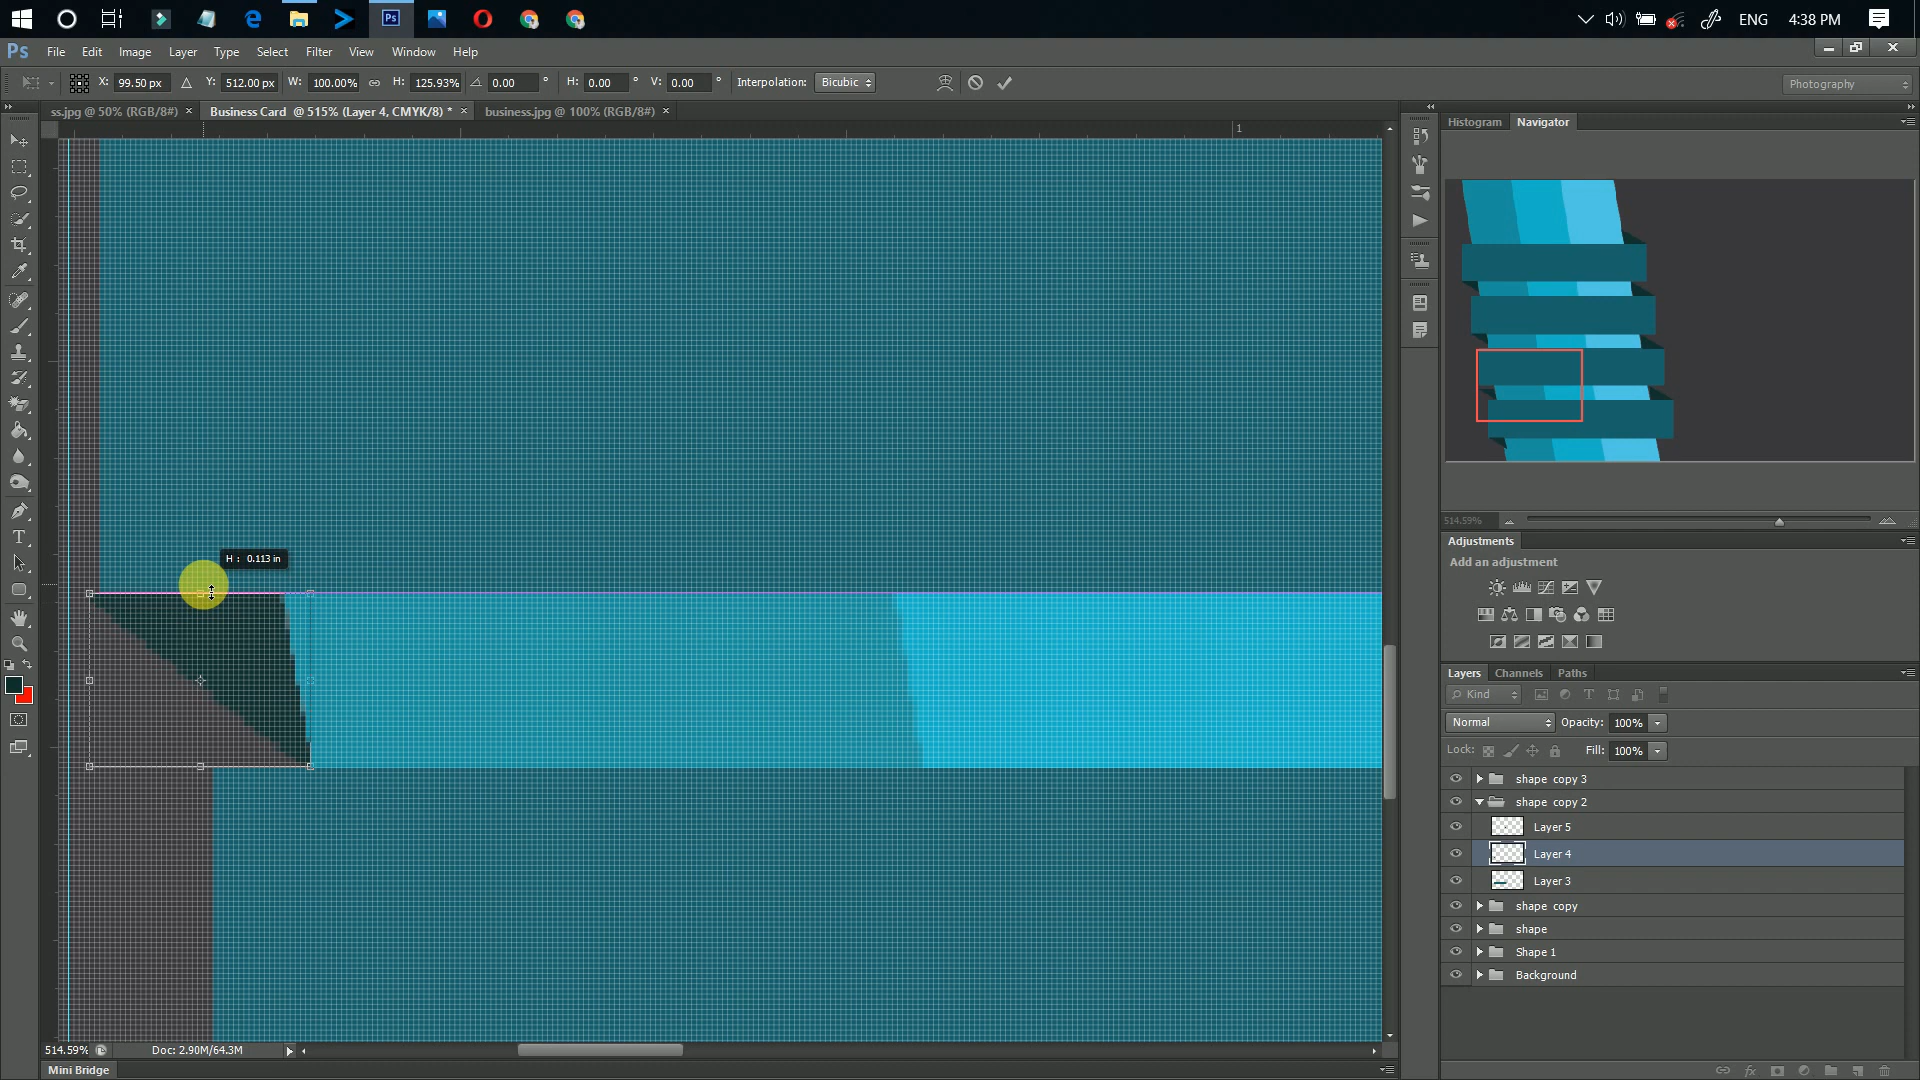 ENG
4:38 PM
Ps
File
Edit
Image
Layer
Type
Select
Filter
View
Window
Help
X: 99.50 px
Y: 512.00 px
W: 100.00%
H: 125.93%
0.00 °
H: 0.00 °
V: 0.00 °
Interpolation: Bicubic
Photography
ss.jpg @ 50% (RGB/8#) ×
Business Card @ 515% (Layer 4, CMYK/8) * ×
business.jpg @ 100% (RGB/8#) ×
1
Histogram
Navigator
514.59%
Adjustments
Add an adjustment
H : 0.113 in
Layers
Channels
Paths
Kind
Normal
Opacity: 100%
Lock:
Fill: 100%
shape copy 3
shape copy 2
Layer 5
Layer 4
Layer 3
shape copy
shape
Shape 1
Background
514.59%
Doc: 2.90M/64.3M
Mini Bridge
fx